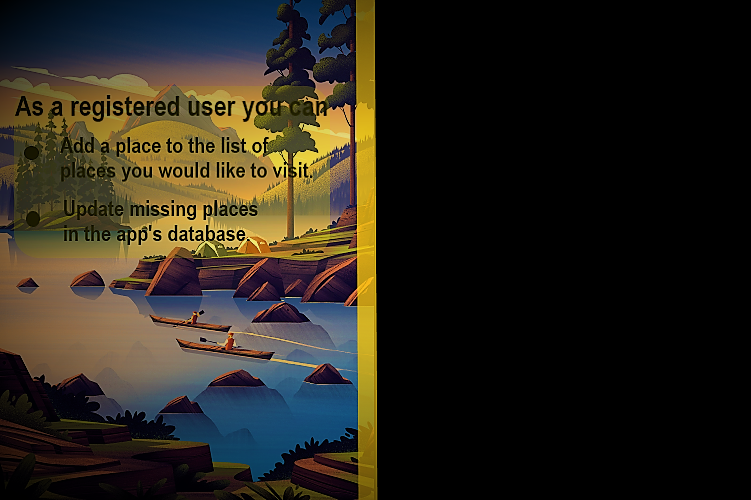 As a registered user you can
Add a place to the list of
places you would like to visit.
Update missing places
in the app's database.